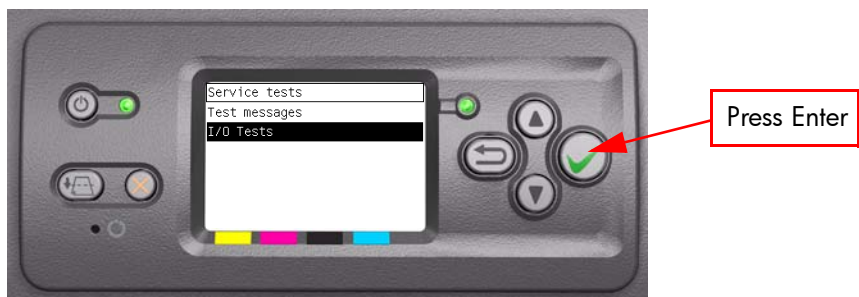 Service tests
Test messages
I/O Tests
Press Enter